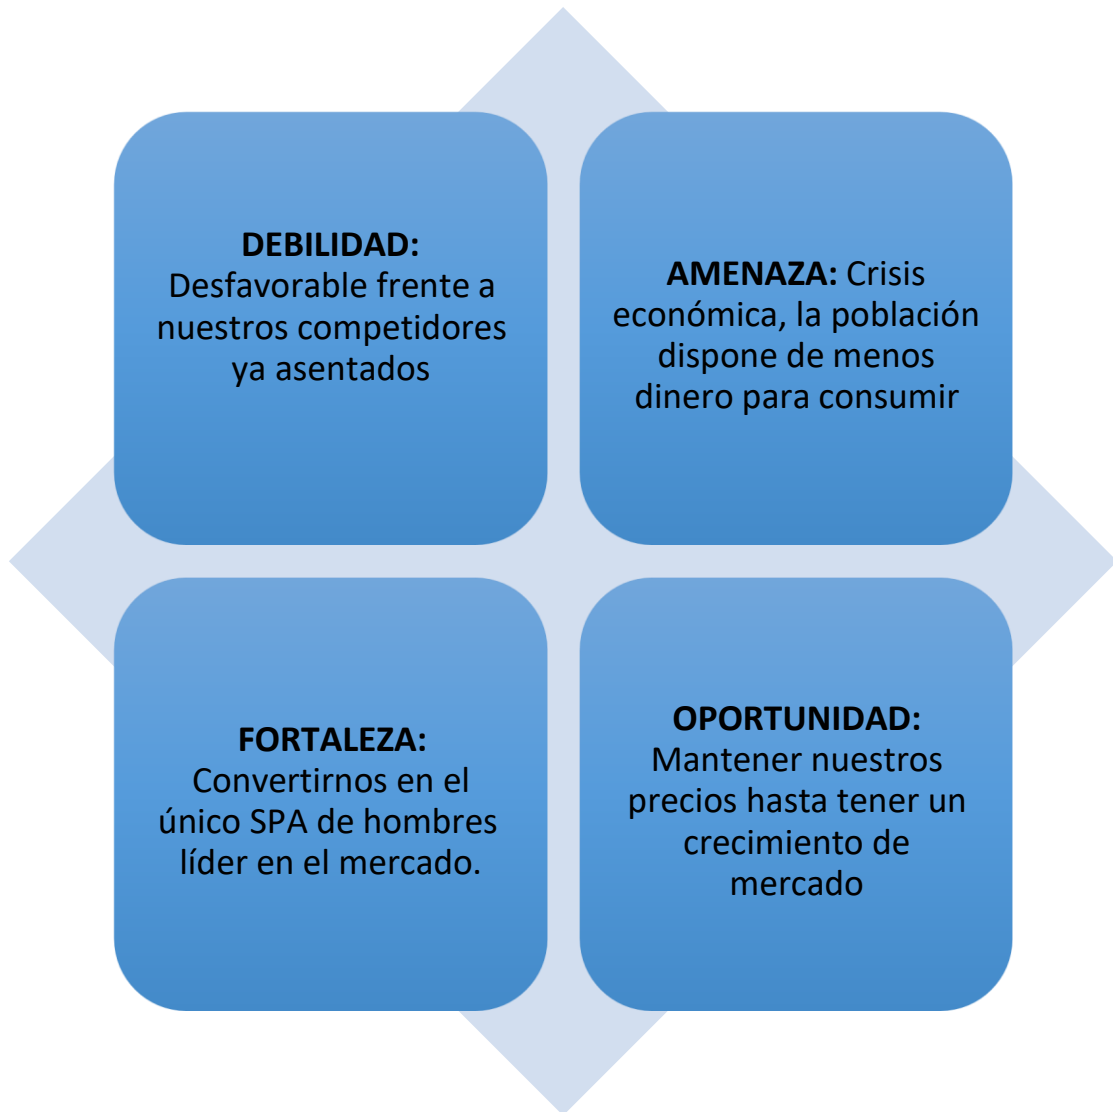 DEBILIDAD:
Desfavorable frente a
nuestros competidores
ya asentados
AMENAZA: Crisis
económica, la población
dispone de menos
dinero para consumir
FORTALEZA:
Convertirnos en el
único SPA de hombres
líder en el mercado.
OPORTUNIDAD:
Mantener nuestros
precios hasta tener un
crecimiento de
mercado